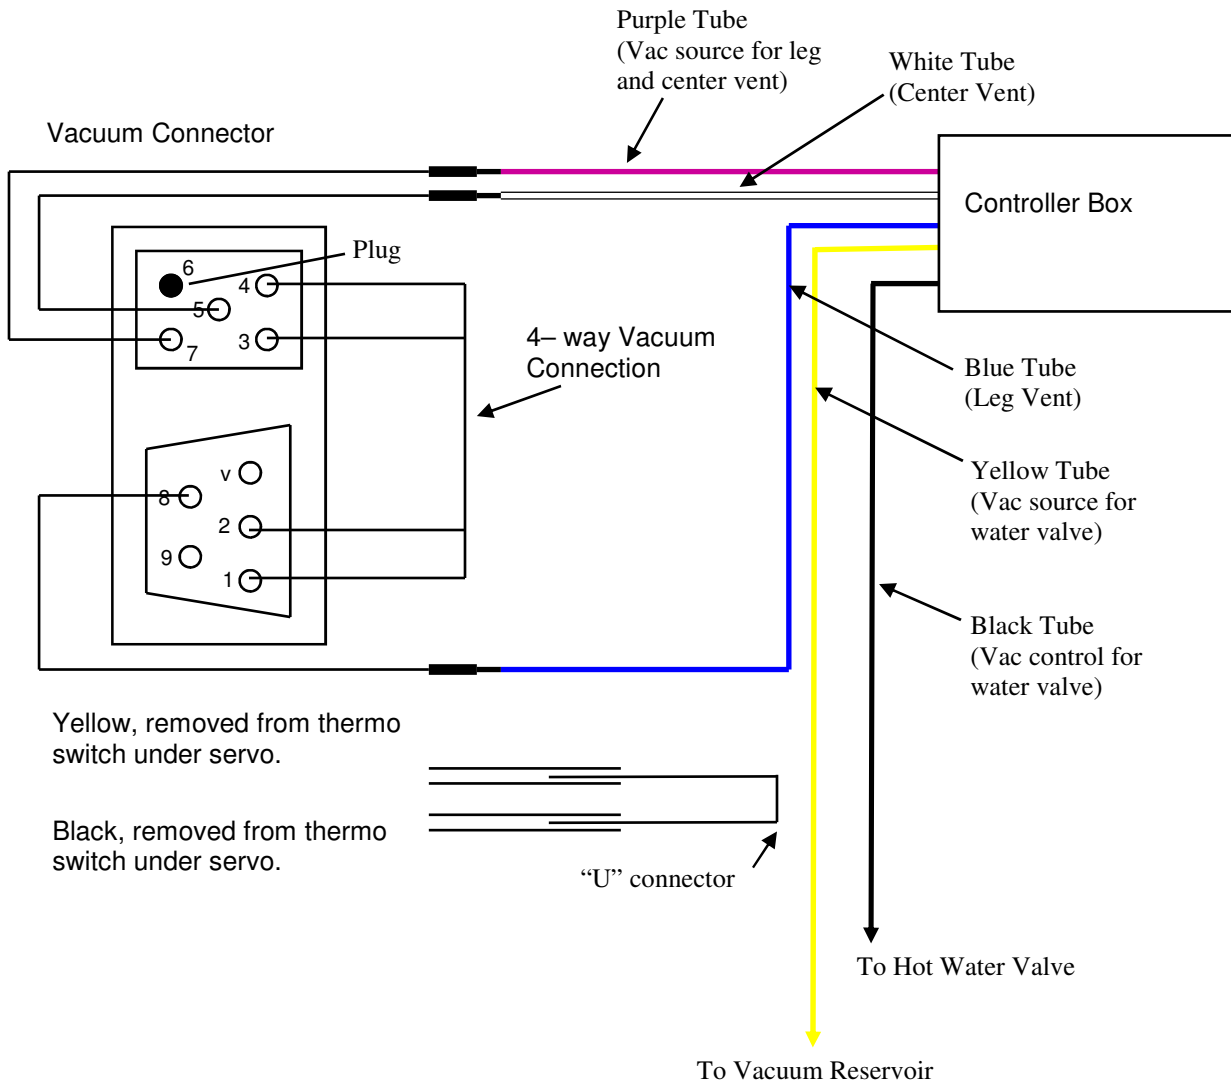 Purple Tube
(Vac source for leg
and center vent)
White Tube
(Center Vent)
Vacuum Connector
Controller Box
Plug
6
4
5
3
7
4– way Vacuum
Connection
Blue Tube
(Leg Vent)
v
8
2
9
1
Yellow Tube
(Vac source for
water valve)
Black Tube
(Vac control for
water valve)
Yellow, removed from thermo
switch under servo.
Black, removed from thermo
switch under servo.
“U” connector
To Hot Water Valve
To Vacuum Reservoir